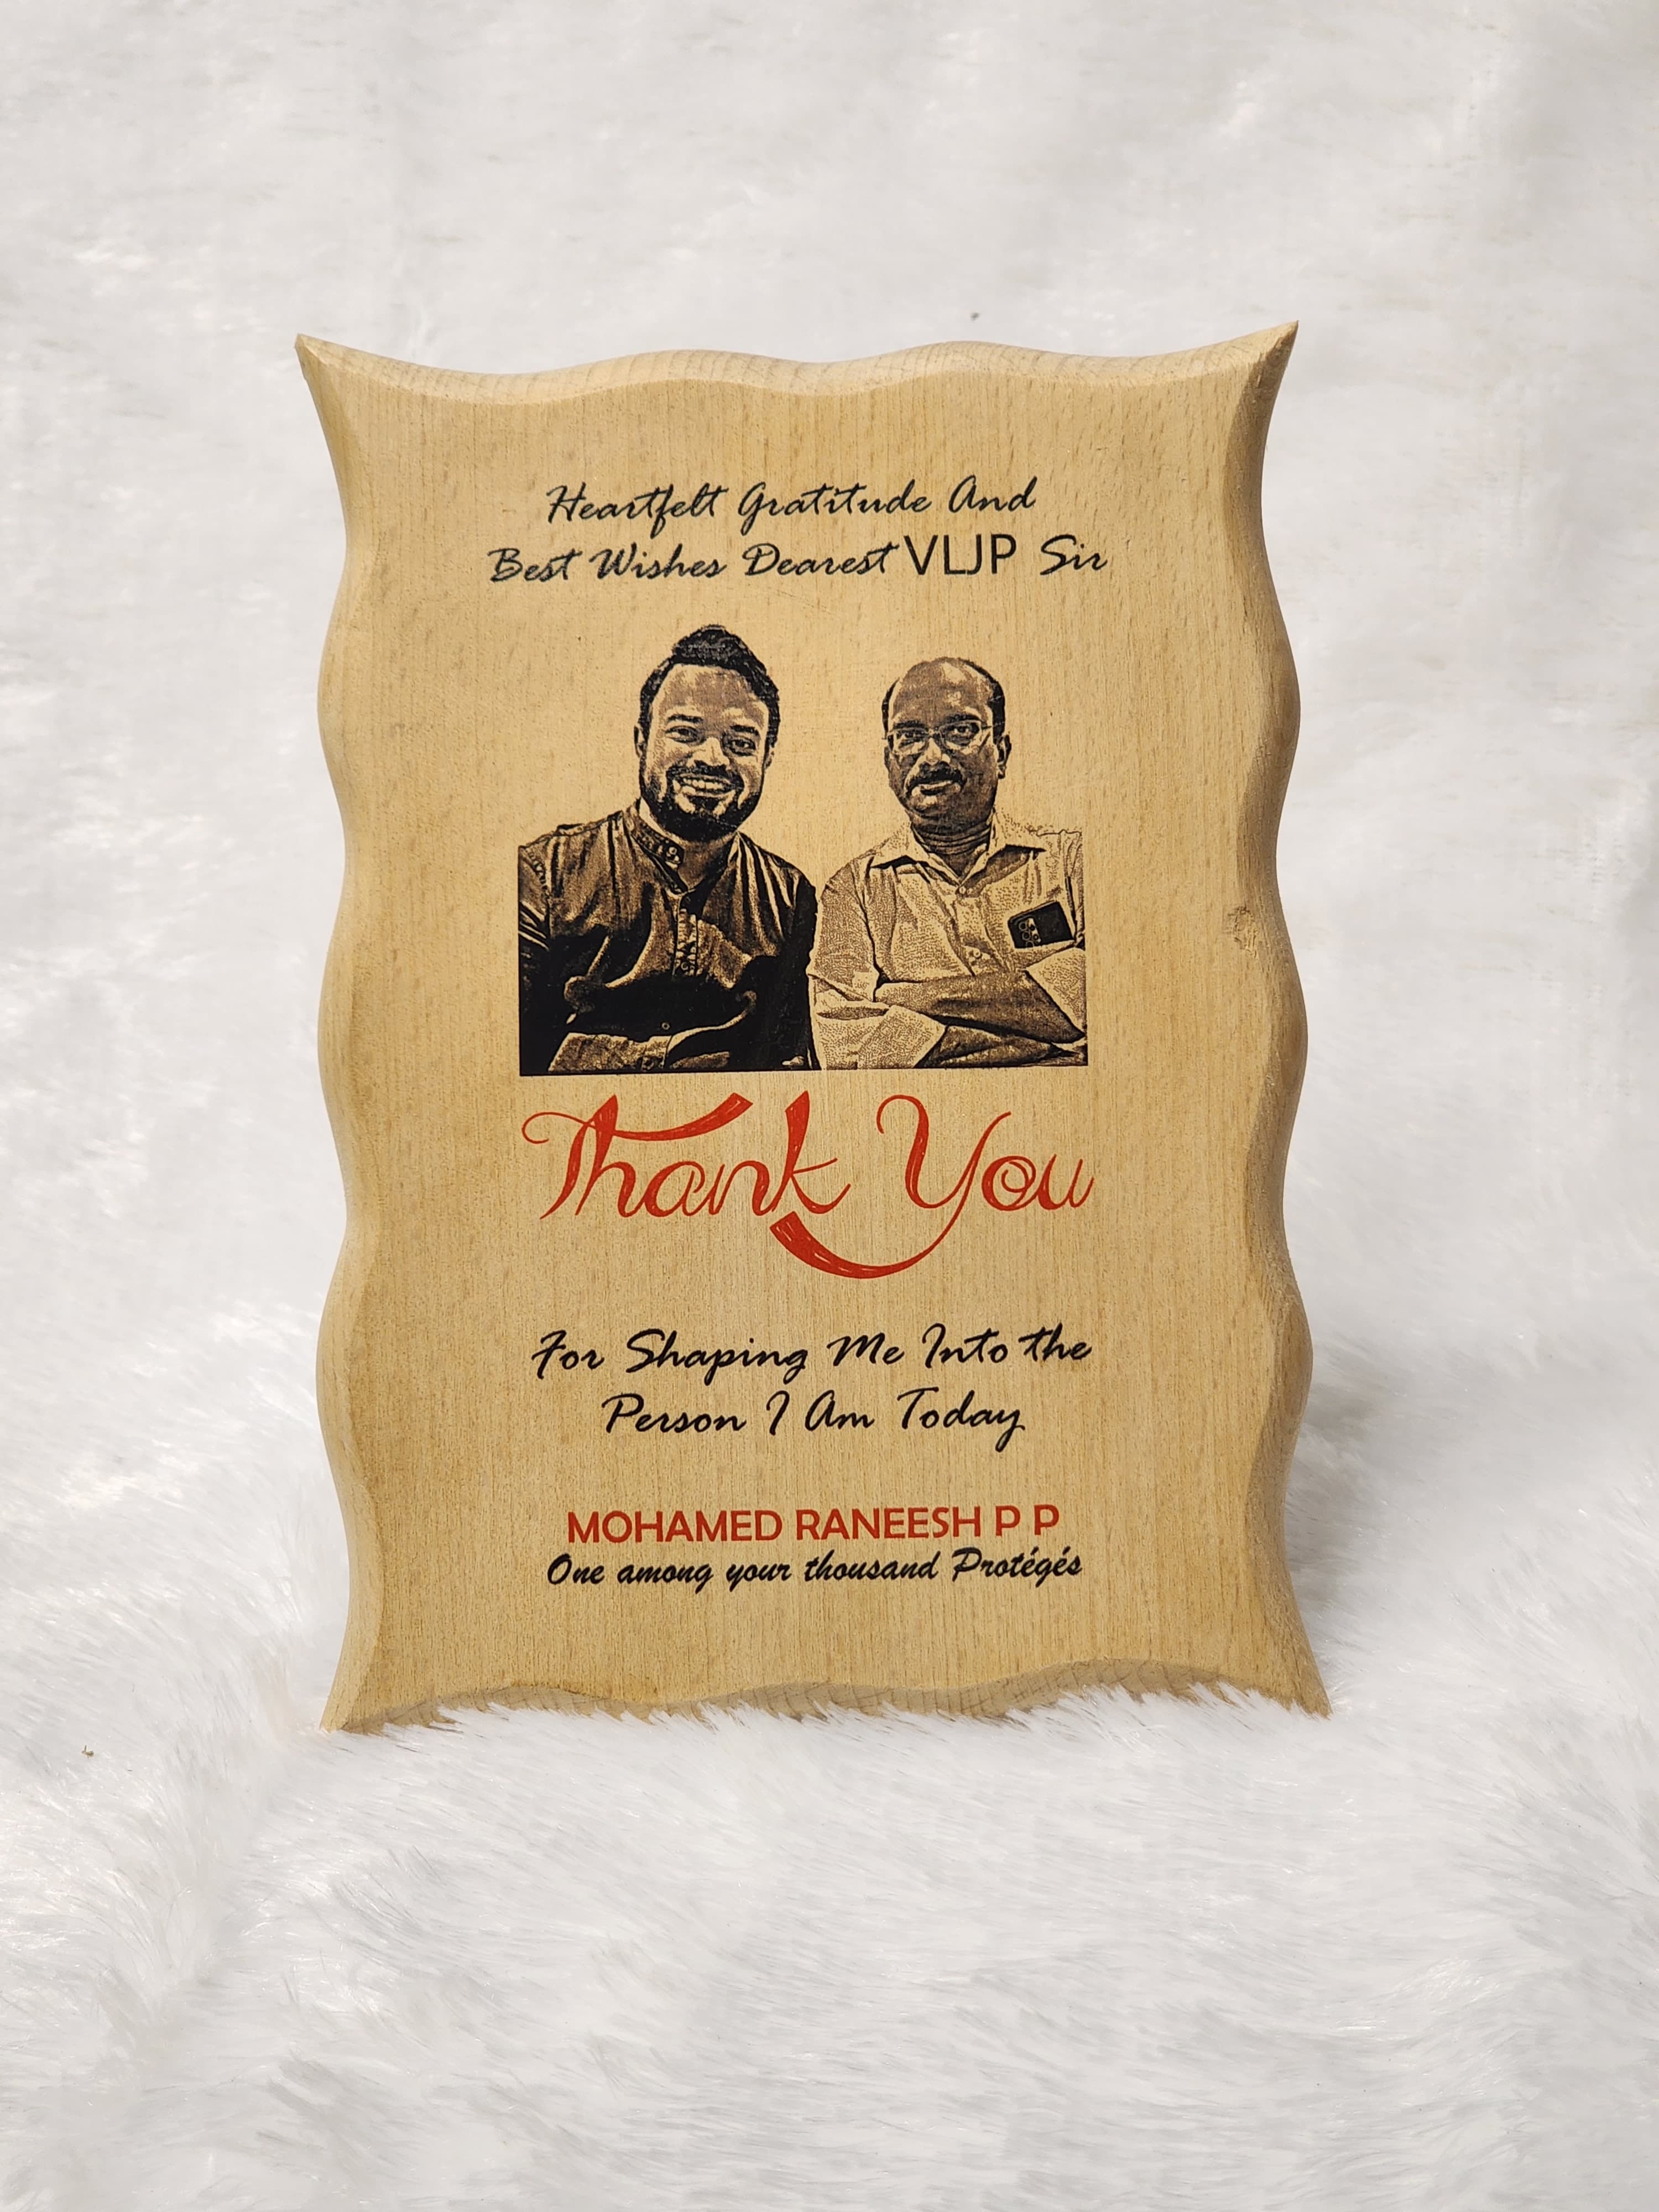 Heartfelt Gratitude And
Best Wishes Dearest VLJP Sir
Thank You
For Shaping Me Into the
Person I Am Today
MOHAMED RANEESH P P
One among your thousand Protégés